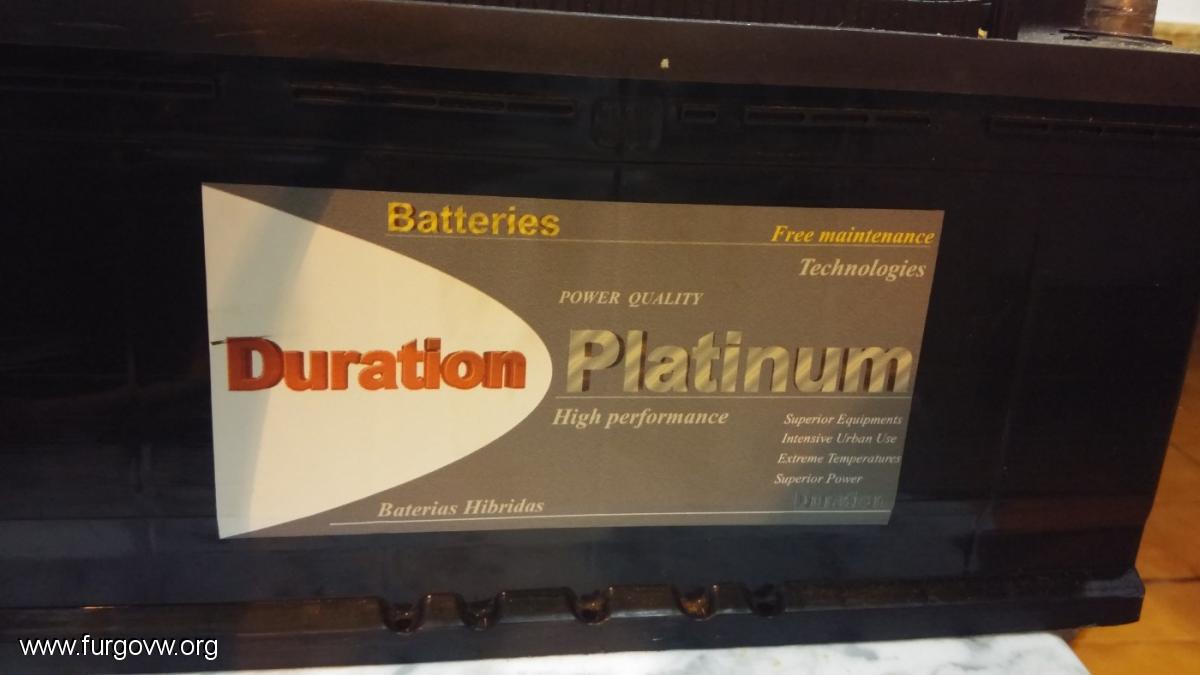 Batteries
Free maintenance
Technologies
POWER QUALITY
Duration Platinum
High performance
Superior Equipments
Intensive Urban Use
Extreme Temperatures
Superior Power
Duration
Baterias Hibridas
www.furgovw.org